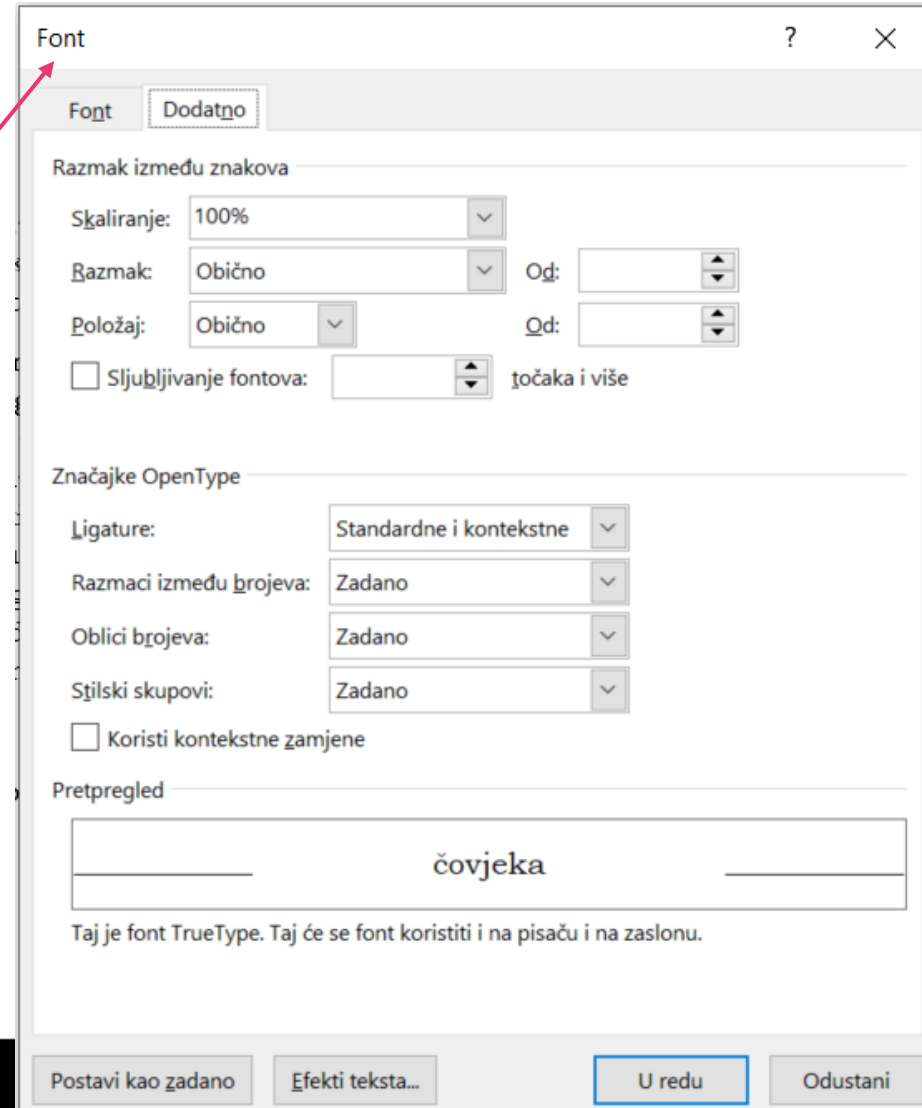 Font ?
Font Dodatno
Razmak između znakova
Skaliranje: 100%
Razmak: Obično Od:
Položaj: Obično Od:
Sljubljivanje fontova: točaka i više
Značajke OpenType
Ligature: Standardne i kontekstne
Razmaci između brojeva: Zadano
Oblici brojeva: Zadano
Stilski skupovi: Zadano
Koristi kontekstne zamjene
Pretpregled
čovjeka
Taj je font TrueType. Taj će se font koristiti i na pisaču i na zaslonu.
Postavi kao zadano Efekti teksta... U redu Odustani